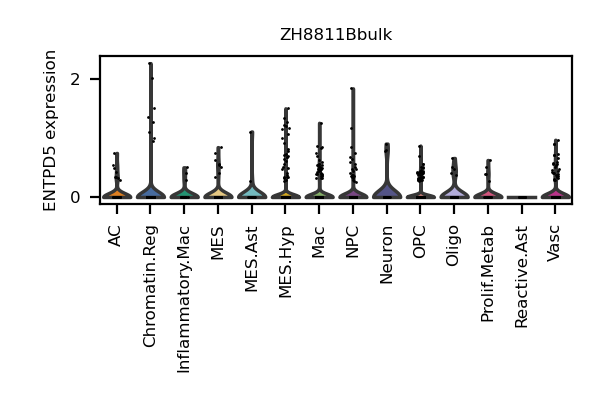 ZH8811Bbulk
ENTPD5 expression
2
0
AC
Chromatin.Reg
Inflammatory.Mac
MES
MES.Ast
MES.Hyp
Mac
NPC
Neuron
OPC
Oligo
Prolif.Metab
Reactive.Ast
Vasc